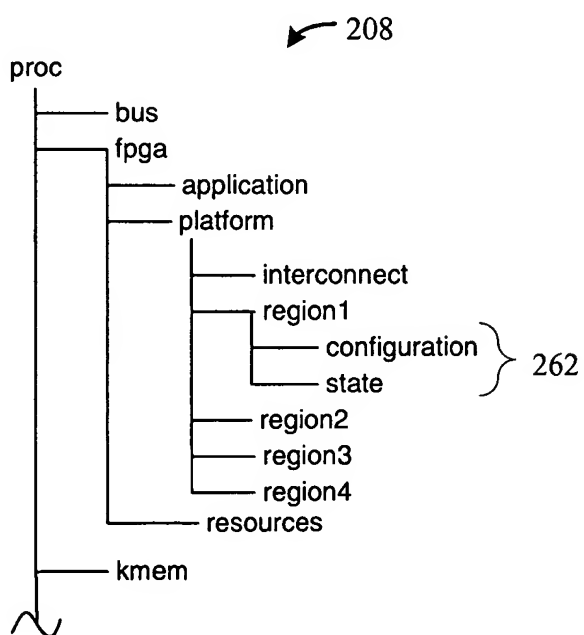 208
proc
bus
fpga
application
platform
interconnect
region1
configuration
state
262
region2
region3
region4
resources
kmem